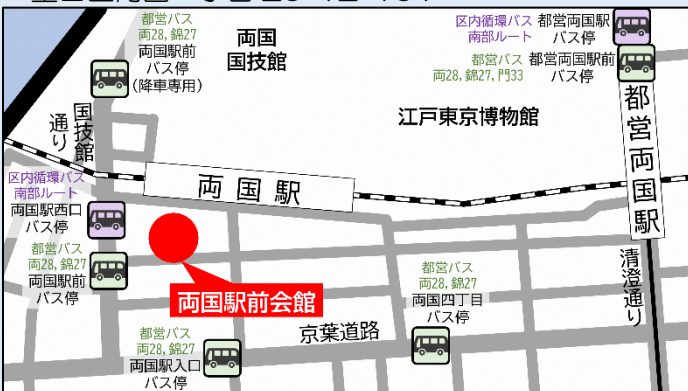 都営バス
両28, 錦27
両国駅前
バス停
(降車専用)
両国
国技館
区内循環バス
南部ルート
都営両国駅
バス停
都営バス
両28, 錦27, 門33
都営両国駅前
バス停
国技館
通り
江戸東京博物館
都営両国駅
両国駅
区内循環バス
南部ルート
両国駅西口
バス停
都営バス
両28, 錦27
両国駅前
バス停
両国駅前会館
都営バス
両28, 錦27
両国四丁目
バス停
清澄通り
京葉道路
都営バス
両28, 錦27
両国駅入口
バス停